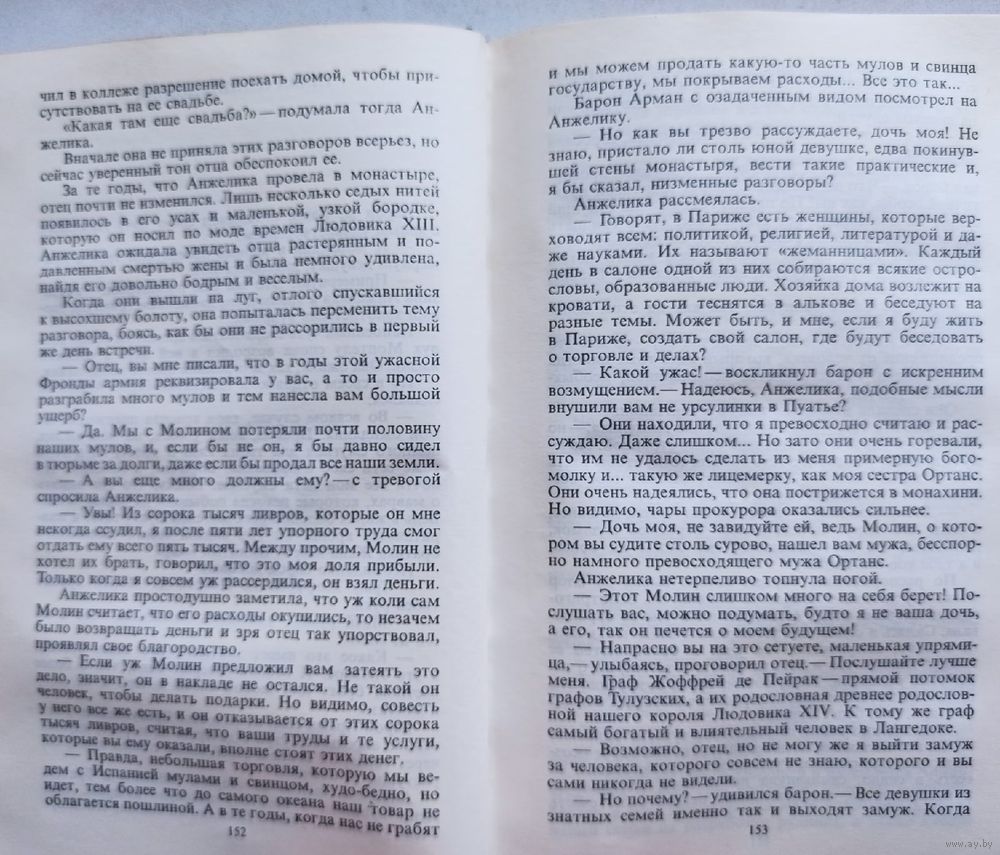 чил в коллеже разрешение поехать домой, чтобы при-
сутствовать на ее свадьбе.
«Какая там еще свадьба?» — подумала тогда Ан-
желика.
Вначале она не приняла этих разговоров всерьез, но
сейчас уверенный тон отца обеспокоил ее.
За те годы, что Анжелика провела в монастыре,
отец почти не изменился. Лишь несколько седых нитей
появилось в его усах и маленькой, узкой бородке,
которую он носил по моде времен Людовика XIII.
Анжелика ожидала увидеть отца растерянным и по-
давленным смертью жены и была немного удивлена,
найдя его довольно бодрым и веселым.
Когда они вышли на луг, отлого спускавшийся
к высохшему болоту, она попыталась переменить тему
разговора, боясь, как бы они не рассорились в первый
же день встречи.
— Отец, вы мне писали, что в годы этой ужасной
Фронды армия реквизировала у вас, а то и просто
разграбила много мулов и тем нанесла вам большой
ущерб?
— Да. Мы с Молином потеряли почти половину
наших мулов, и, если бы не он, я бы давно сидел
в тюрьме за долги, даже если бы продал все наши земли.
— А вы еще много должны ему? — с тревогой
спросила Анжелика.
— Увы! Из сорока тысяч ливров, которые он мне
некогда ссудил, я после пяти лет упорного труда смог
отдать ему всего пять тысяч. Между прочим, Молин не
хотел их брать, говорил, что это моя доля прибыли.
Только когда я совсем уж рассердился, он взял деньги.
Анжелика простодушно заметила, что уж коли сам
Молин считает, что его расходы окупились, то незачем
было возвращать деньги и зря отец так упорствовал,
проявлял свое благородство.
— Если уж Молин предложил вам затеять это
дело, значит, он в накладе не остался. Не такой он
человек, чтобы делать подарки. Но видимо, совесть
у него все же есть, и он отказывается от этих сорока
тысяч ливров, считая, что ваши труды и те услуги,
которые вы ему оказали, вполне стоят этих денег.
— Правда, небольшая торговля, которую мы ве-
дем с Испанией мулами и свинцом, худо-бедно, но
идет, тем более что до самого океана наш товар не
облагается пошлиной. А в те годы, когда нас не грабят
152
и мы можем продать какую-то часть мулов и свинца
государству, мы покрываем расходы... Все это так...
Барон Арман с озадаченным видом посмотрел на
Анжелику.
— Но как вы трезво рассуждаете, дочь моя! Не
знаю, пристало ли столь юной девушке, едва покинув-
шей стены монастыря, вести такие практические и,
я бы сказал, низменные разговоры?
Анжелика рассмеялась.
— Говорят, в Париже есть женщины, которые вер-
ховодят всем: политикой, религией, литературой и да-
же науками. Их называют «жеманницами». Каждый
день в салоне одной из них собираются всякие остро-
словы, образованные люди. Хозяйка дома возлежит на
кровати, а гости теснятся в алькове и беседуют на
разные темы. Может быть, и мне, если я буду жить
в Париже, создать свой салон, где будут беседовать
о торговле и делах?
— Какой ужас! — воскликнул барон с искренним
возмущением.— Надеюсь, Анжелика, подобные мысли
внушили вам не урсулинки в Пуатье?
— Они находили, что я превосходно считаю и рас-
суждаю. Даже слишком... Но зато они очень горевали,
что им не удалось сделать из меня примерную бого-
молку и... такую же лицемерку, как моя сестра Ортанс.
Они очень надеялись, что она пострижется в монахини.
Но видимо, чары прокурора оказались сильнее.
— Дочь моя, не завидуйте ей, ведь Молин, о кото-
ром вы судите столь сурово, нашел вам мужа, бесспор-
но намного превосходящего мужа Ортанс.
Анжелика нетерпеливо топнула ногой.
— Этот Молин слишком много на себя берет! По-
слушать вас, можно подумать, будто я не ваша дочь,
а его, так он печется о моем будущем!
— Напрасно вы на это сетуете, маленькая упрями-
ца,— улыбаясь, проговорил отец.— Послушайте лучше
меня. Граф Жоффрей де Пейрак — прямой потомок
графов Тулузских, а их родословная древнее родослов-
ной нашего короля Людовика XIV. К тому же граф
самый богатый и влиятельный человек в Лангедоке.
— Возможно, отец, но не могу же я выйти замуж
за человека, которого совсем не знаю, которого и вы
сами никогда не видели.
— Но почему? — удивился барон.— Все девушки из
знатных семей именно так и выходят замуж. Когда
153
www.ay.by